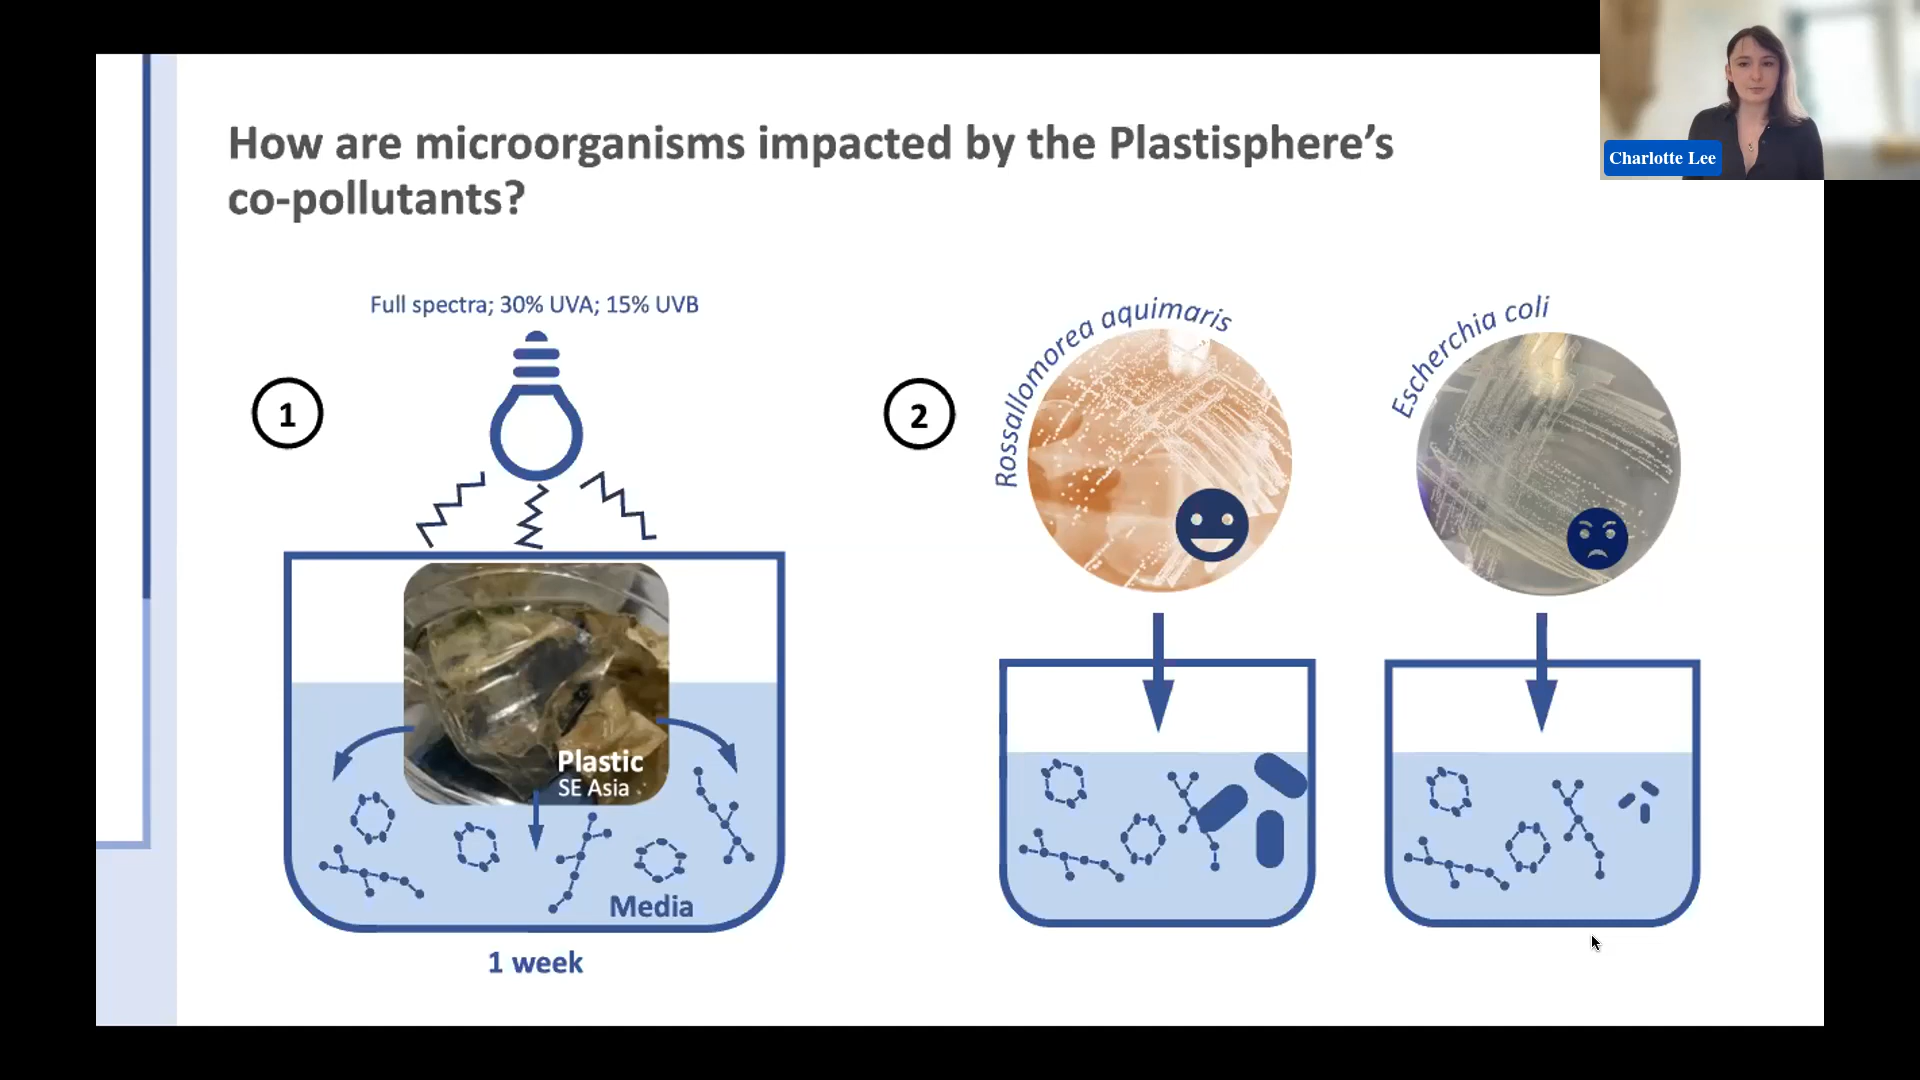 How are microorganisms impacted by the Plastisphere’s
co-pollutants?
Charlotte Lee
Full spectra; 30% UVA; 15% UVB
1
Plastic
SE Asia
Media
1 week
2
Rossallomorea aquimaris
Escherchia coli